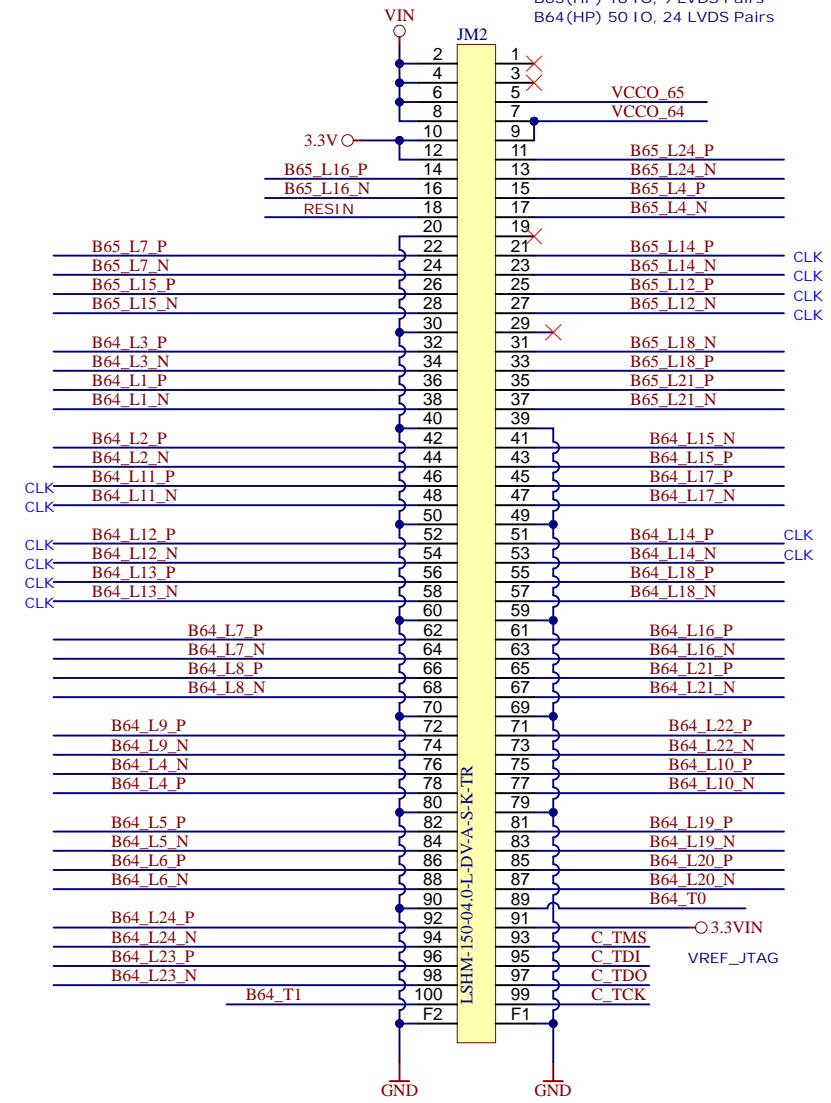 B64(HP) 50 IO, 24 LVDS Pairs
VIN
JM2
2 1
4 3
6 5 VCCO_65
8 7 VCCO_64
3.3V 10 9
12 11 B65_L24_P
B65_L16_P 14 13 B65_L24_N
B65_L16_N 16 15 B65_L4_P
RESIN 18 17 B65_L4_N
20 19
B65_L7_P 22 21 B65_L14_P CLK
B65_L7_N 24 23 B65_L14_N CLK
B65_L15_P 26 25 B65_L12_P CLK
B65_L15_N 28 27 B65_L12_N CLK
30 29
B64_L3_P 32 31 B65_L18_N
B64_L3_N 34 33 B65_L18_P
B64_L1_P 36 35 B65_L21_P
B64_L1_N 38 37 B65_L21_N
40 39
B64_L2_P 42 41 B64_L15_N
B64_L2_N 44 43 B64_L15_P
CLK B64_L11_P 46 45 B64_L17_P
CLK B64_L11_N 48 47 B64_L17_N
50 49
CLK B64_L12_P 52 51 B64_L14_P CLK
CLK B64_L12_N 54 53 B64_L14_N CLK
CLK B64_L13_P 56 55 B64_L18_P
CLK B64_L13_N 58 57 B64_L18_N
60 59
B64_L7_P 62 61 B64_L16_P
B64_L7_N 64 63 B64_L16_N
B64_L8_P 66 65 B64_L21_P
B64_L8_N 68 67 B64_L21_N
70 69
B64_L9_P 72 71 B64_L22_P
B64_L9_N 74 73 B64_L22_N
B64_L4_N 76 75 B64_L10_P
B64_L4_P 78 77 B64_L10_N
80 79
B64_L5_P 82 81 B64_L19_P
B64_L5_N 84 83 B64_L19_N
B64_L6_P 86 85 B64_L20_P
B64_L6_N 88 87 B64_L20_N
90 89 B64_T0
B64_L24_P 92 91 3.3VIN
B64_L24_N 94 93 C_TMS
B64_L23_P 96 95 C_TDI VREF_JTAG
B64_L23_N 98 97 C_TDO
B64_T1 100 99 C_TCK
F2 F1
LSHM-150-04.0-L-DV-A-S-K-TR
GND GND